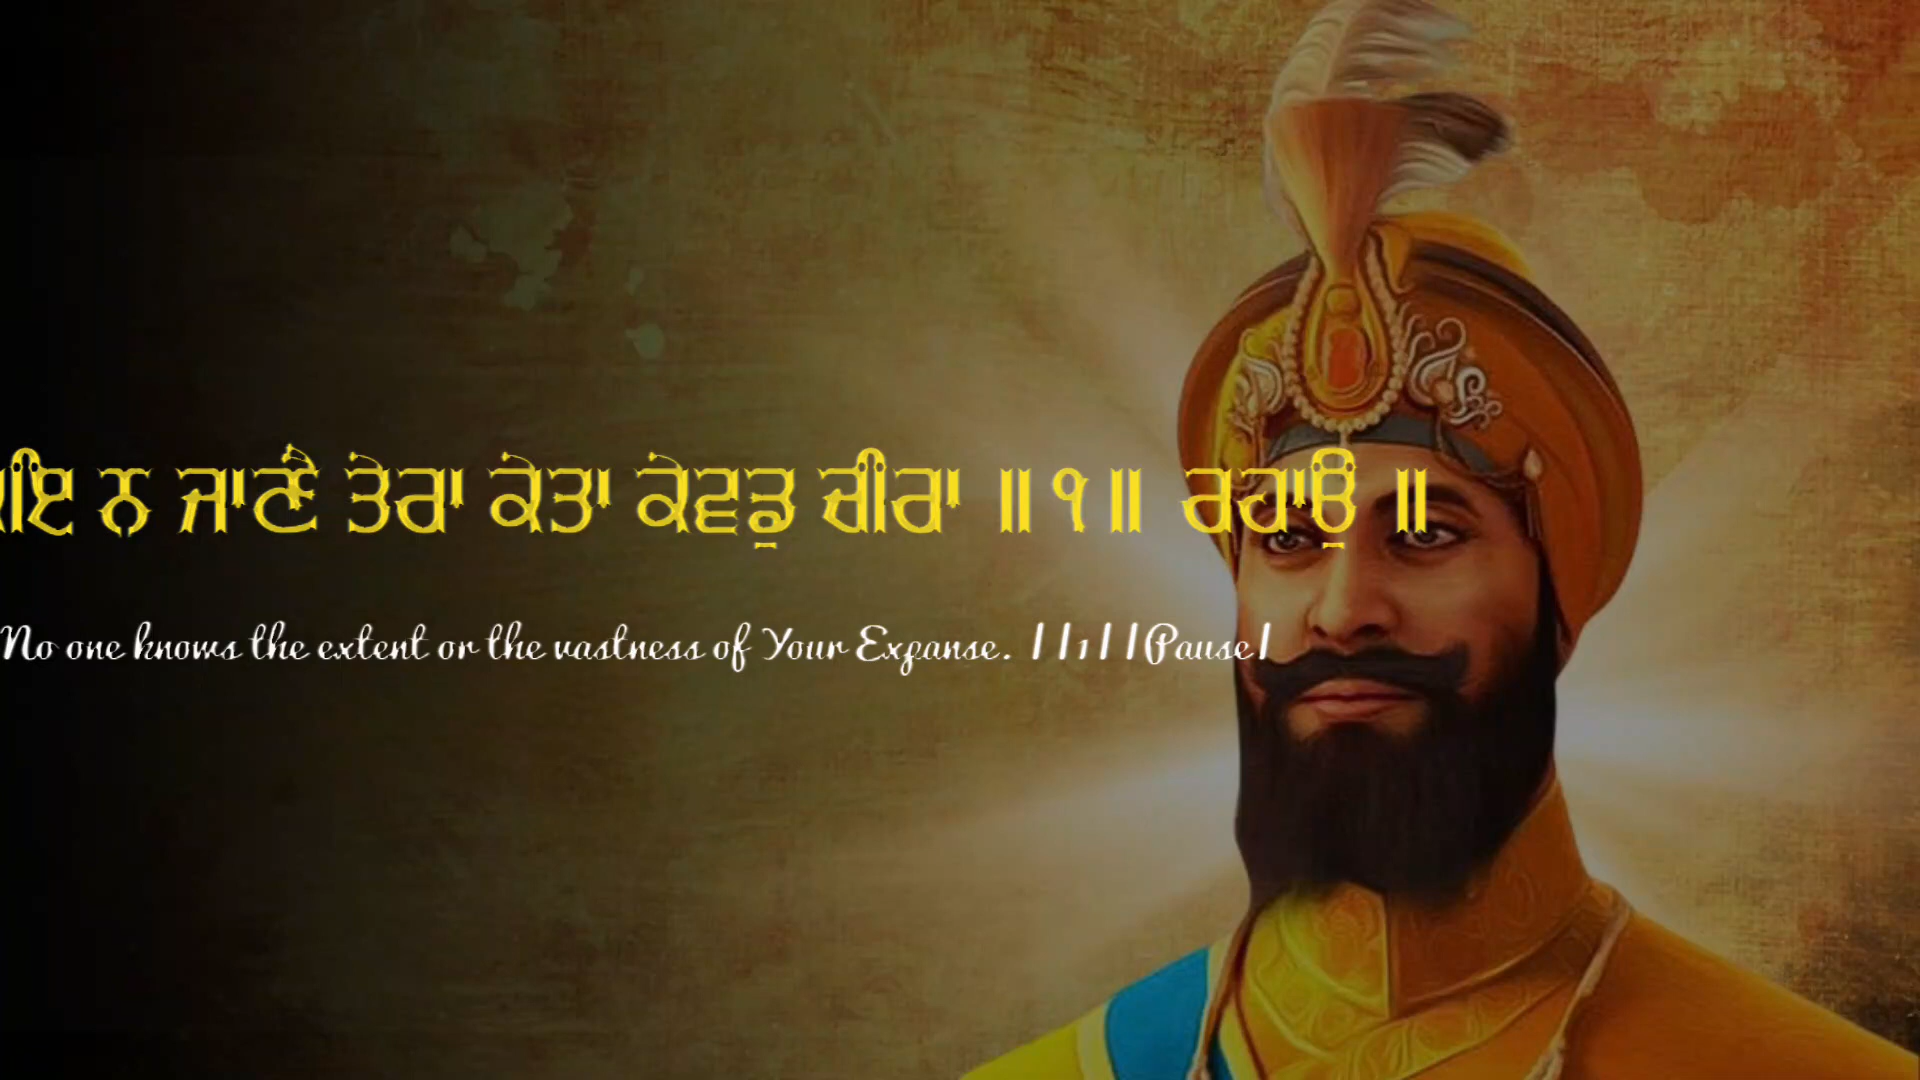 ਨ ਜਾਣੈ ਤੇਰਾ ਕੇਤਾ ਕੇਵਡੁ ਚੀਰਾ ॥੧॥ ਰਹਾਉ ॥
No one knows the extent or the vastness of Your Expanse. ||1||Pause|